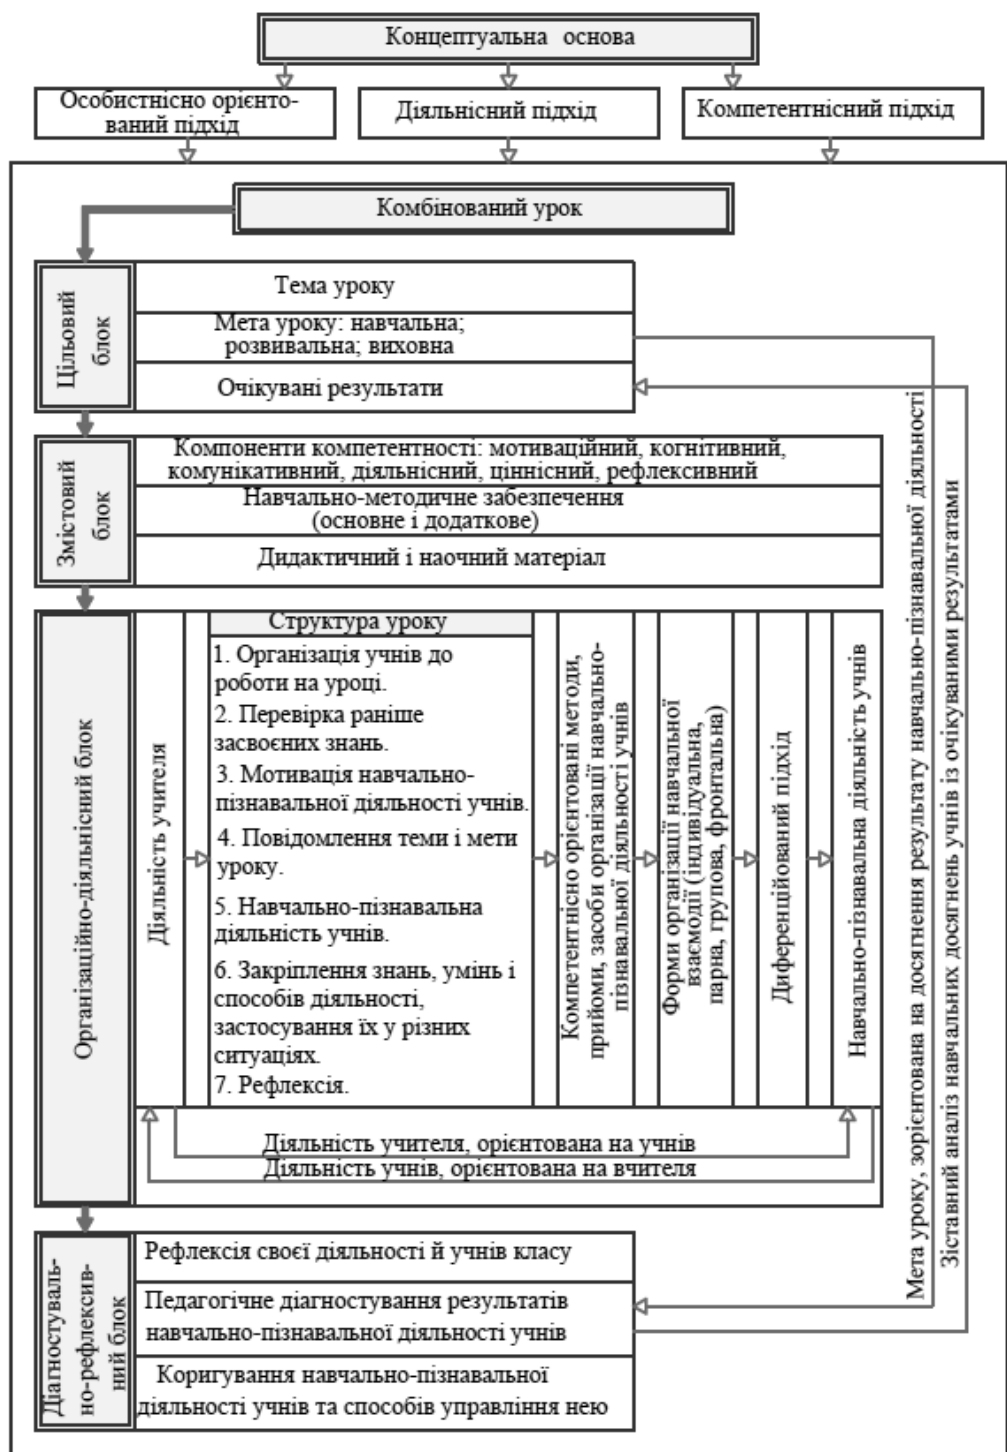 Концептуальна основа
Особистнісно орієнто-
ваний підхід
Діяльнісний підхід
Компетентнісний підхід
Комбінований урок
Цільовий
блок
Тема уроку
Мета уроку: навчальна;
розвивальна; виховна
Очікувані результати
Змістовий
блок
Компоненти компетентності: мотиваційний, когнітивний,
комунікативний, діяльнісний, ціннісний, рефлексивний
Навчально-методичне забезпечення
(основне і додаткове)
Дидактичний і наочний матеріал
Організаційно-діяльнісний блок
Діяльність учителя
Структура уроку
1. Організація учнів до
роботи на уроці.
2. Перевірка раніше
засвоєних знань.
3. Мотивація навчально-
пізнавальної діяльності учнів.
4. Повідомлення теми і мети
уроку.
5. Навчально-пізнавальна
діяльність учнів.
6. Закріплення знань, умінь і
способів діяльності,
застосування їх у різних
ситуаціях.
7. Рефлексія.
Компетентнісно орієнтовані методи,
прийоми, засоби організації навчально-
пізнавальної діяльності учнів
Форми організації навчальної
взаємодії (індивідуальна,
парна, групова, фронтальна)
Диференційований підхід
Навчально-пізнавальна діяльність учнів
Діяльність учителя, орієнтована на учнів
Діяльність учнів, орієнтована на вчителя
Діагностуваль-
но-рефлексив-
ний блок
Рефлексія своєї діяльності й учнів класу
Педагогічне діагностування результатів
навчально-пізнавальної діяльності учнів
Коригування навчально-пізнавальної
діяльності учнів та способів управління нею
Мета уроку, зорієнтована на досягнення результату навчально-пізнавальної діяльності
Зіставний аналіз навчальних досягнень учнів із очікуваними результатами